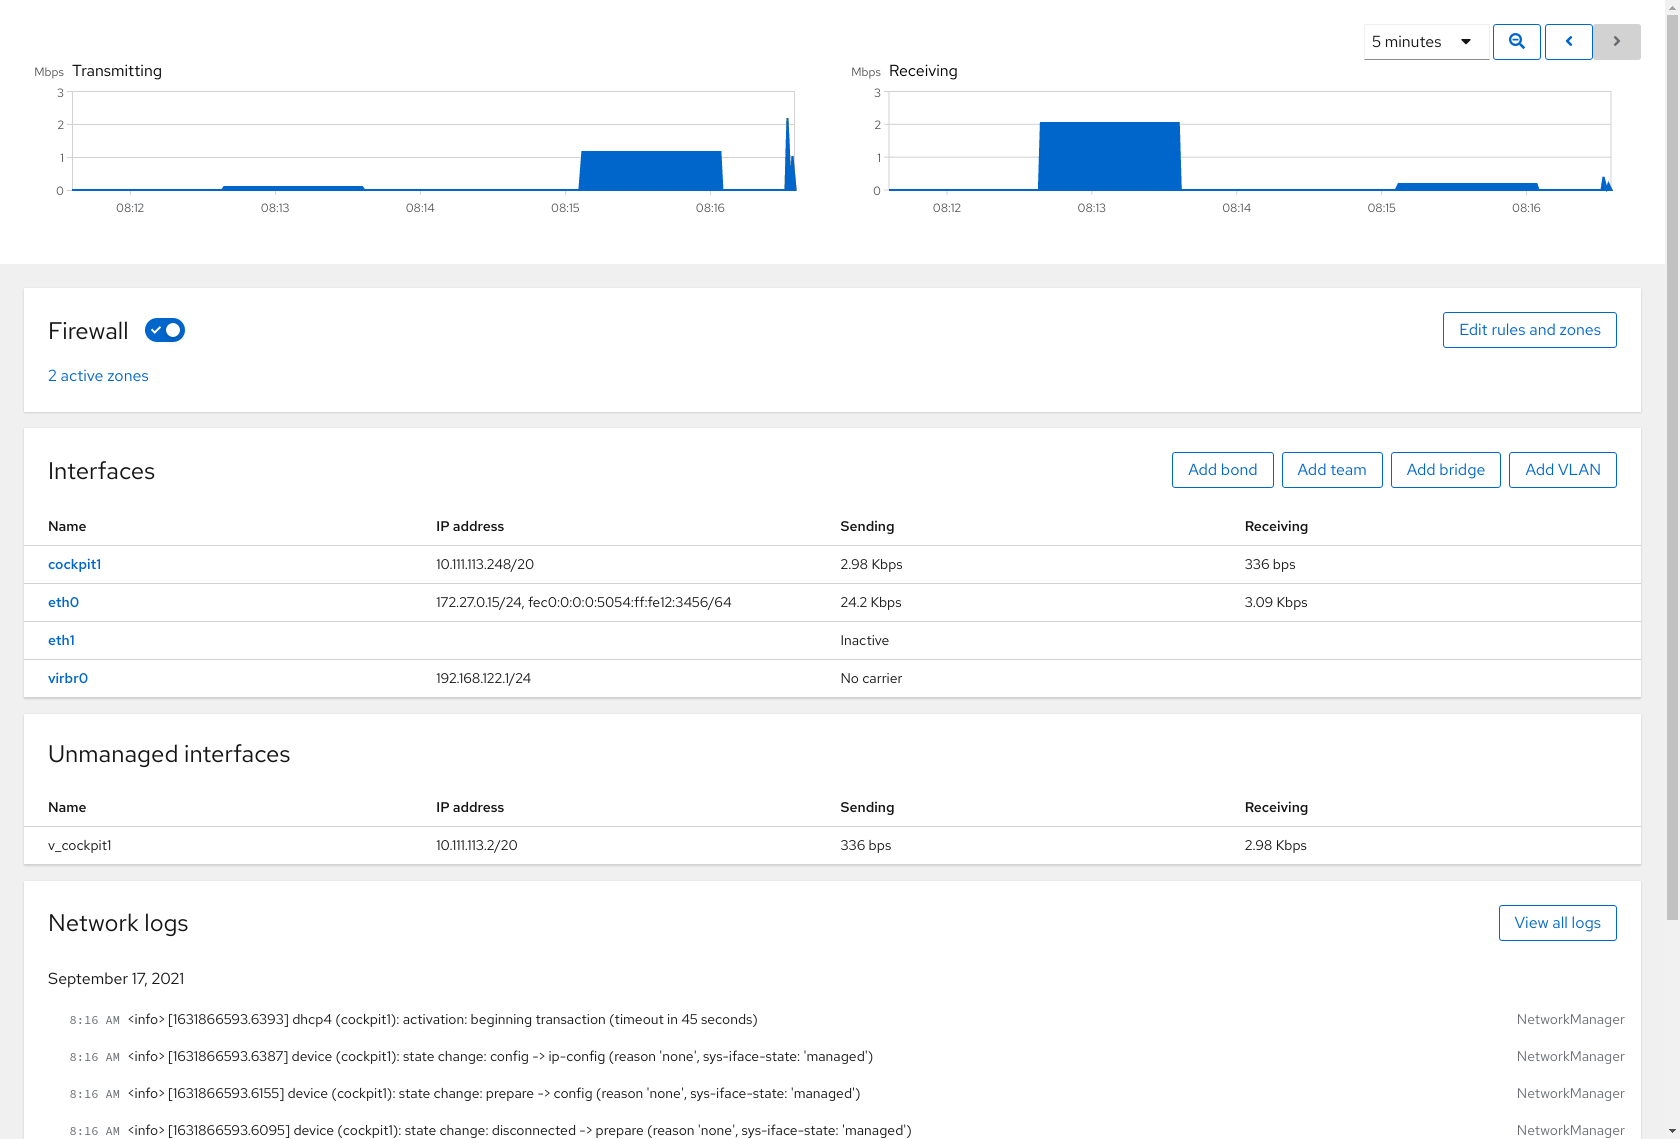 5 minutes
Mbps Transmitting
3
2
1
0
08:12 08:13 08:14 08:15 08:16
Mbps Receiving
3
2
1
0
08:12 08:13 08:14 08:15 08:16
Firewall
Edit rules and zones
2 active zones
Interfaces
Add bond Add team Add bridge Add VLAN
Name IP address Sending Receiving
cockpit1 10.111.113.248/20 2.98 Kbps 336 bps
eth0 172.27.0.15/24, fec0:0:0:0:5054:ff:fe12:3456/64 24.2 Kbps 3.09 Kbps
eth1 Inactive
virbr0 192.168.122.1/24 No carrier
Unmanaged interfaces
Name IP address Sending Receiving
v_cockpit1 10.111.113.2/20 336 bps 2.98 Kbps
Network logs
View all logs
September 17, 2021
8:16 AM <info> [1631866593.6393] dhcp4 (cockpit1): activation: beginning transaction (timeout in 45 seconds) NetworkManager
8:16 AM <info> [1631866593.6387] device (cockpit1): state change: config -> ip-config (reason 'none', sys-iface-state: 'managed') NetworkManager
8:16 AM <info> [1631866593.6155] device (cockpit1): state change: prepare -> config (reason 'none', sys-iface-state: 'managed') NetworkManager
8:16 AM <info> [1631866593.6095] device (cockpit1): state change: disconnected -> prepare (reason 'none', sys-iface-state: 'managed') NetworkManager